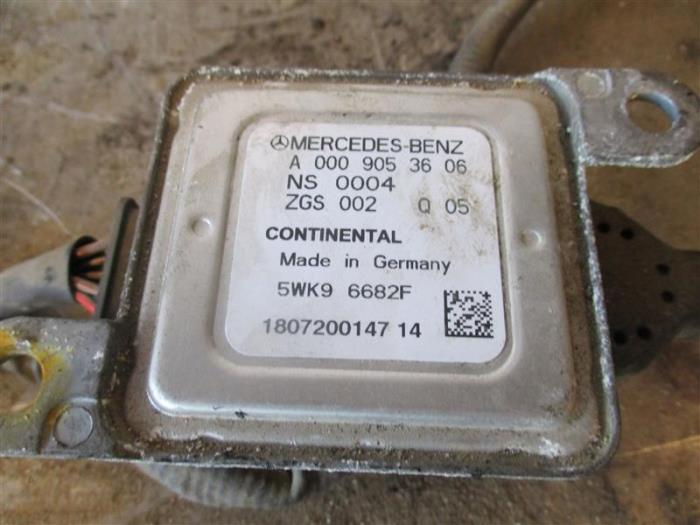 MERCEDES-BENZ
A 000 905 36 06
NS 0004
ZGS 002 Q 05
CONTINENTAL
Made in Germany
5WK9 6682F
1807200147 14